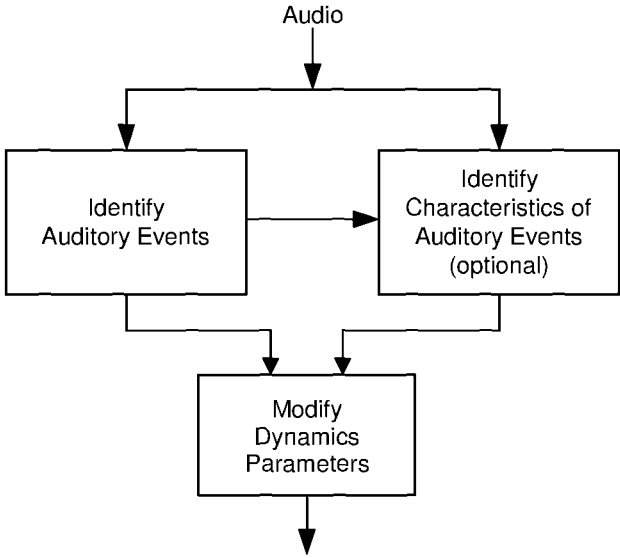 Audio
Identify
Auditory Events
Identify
Characteristics of
Auditory Events
(optional)
Modify
Dynamics
Parameters